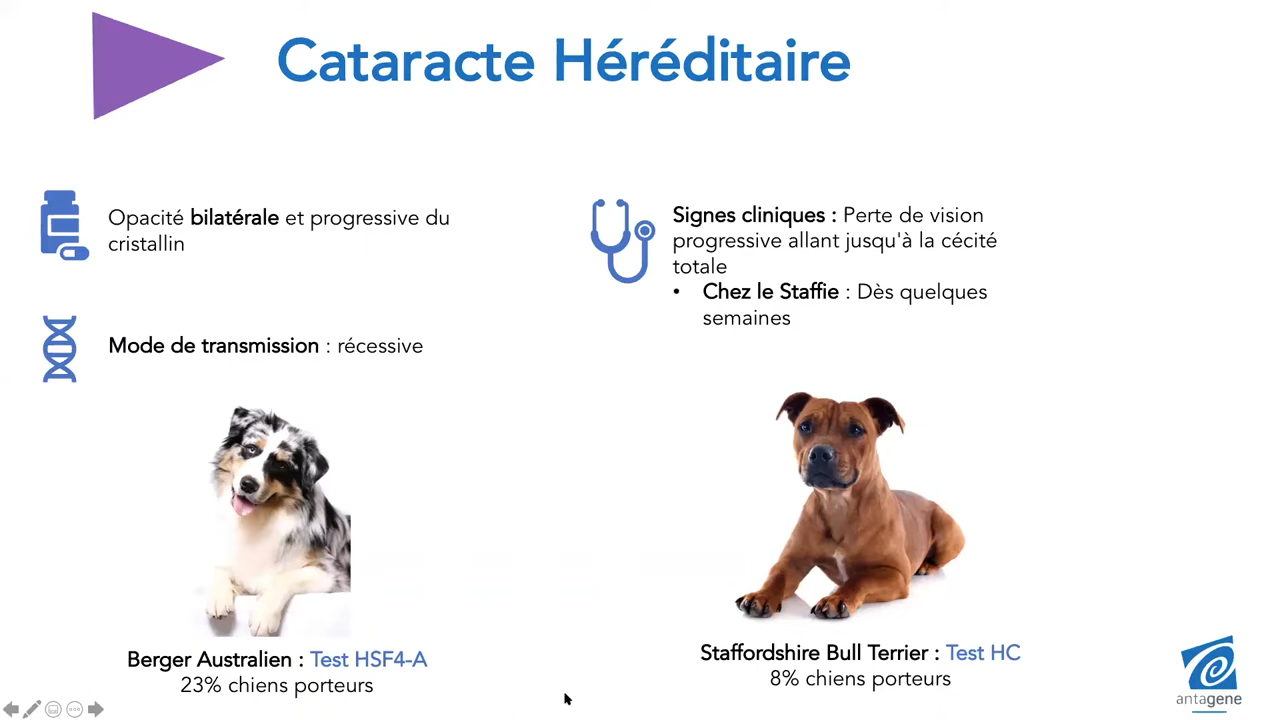 Cataracte Héréditaire
Opacité bilatérale et progressive du
cristallin
Mode de transmission : récessive
Signes cliniques : Perte de vision
progressive allant jusqu'à la cécité
totale
• Chez le Staffie : Dès quelques
semaines
Berger Australien : Test HSF4-A
23% chiens porteurs
Staffordshire Bull Terrier : Test HC
8% chiens porteurs
antagene